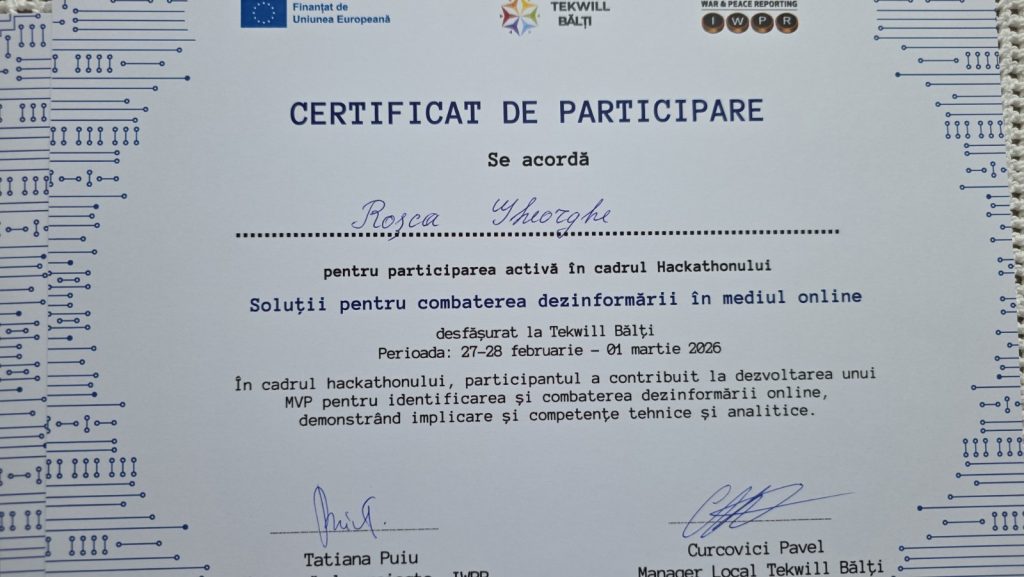 Finanțat de
Uniunea Europeană
TEKWILL
BĂLȚI
WAR & PEACE REPORTING
IWPR
CERTIFICAT DE PARTICIPARE
Se acordă
Roșca Gheorghe
pentru participarea activă în cadrul Hackathonului
Soluții pentru combaterea dezinformării în mediul online
desfășurat la Tekwill Bălți
Perioada: 27–28 februarie – 01 martie 2026
În cadrul hackathonului, participantul a contribuit la dezvoltarea unui
MVP pentru identificarea și combaterea dezinformării online,
demonstrând implicare și competențe tehnice și analitice.
Tatiana Puiu
IWPR
Curcovici Pavel
Manager Local Tekwill Bălți